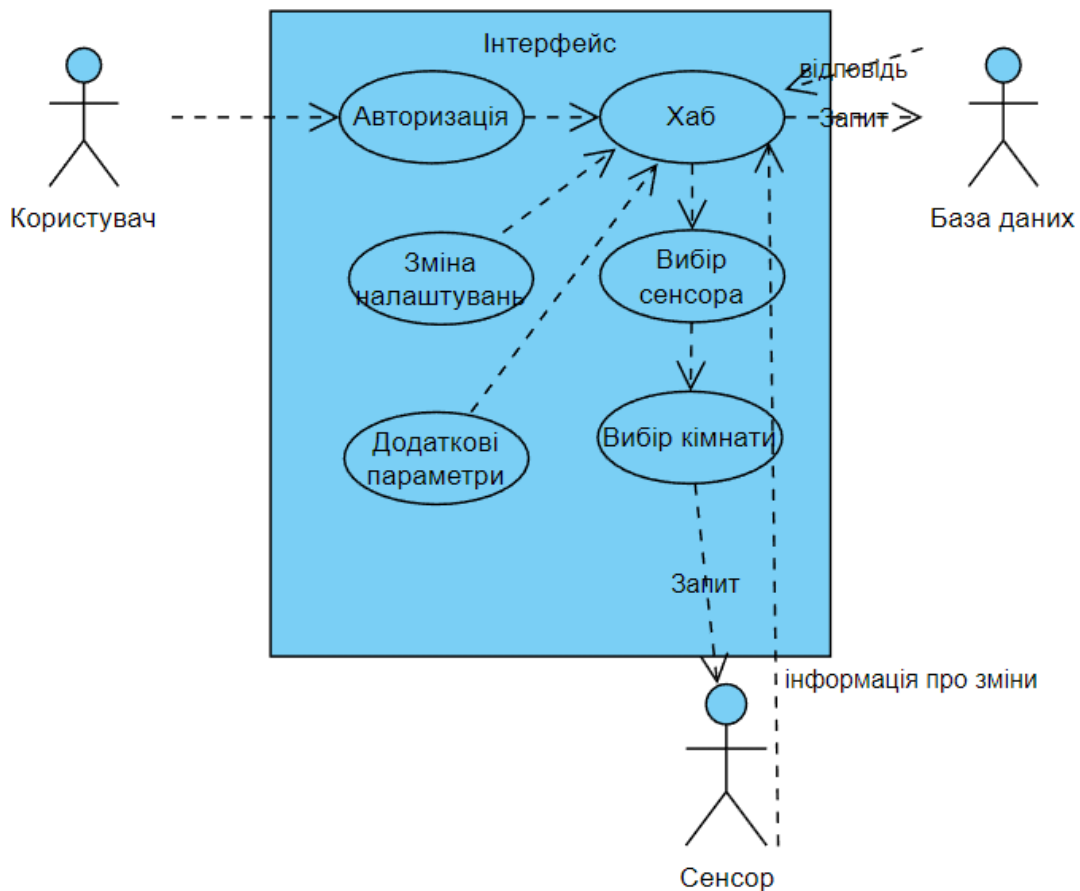 Інтерфейс
відповідь
Авторизація
Хаб
Запит
Користувач
База даних
Зміна
налаштувань
Вибір
сенсора
Додаткові
параметри
Вибір кімнати
Запит
інформація про зміни
Сенсор